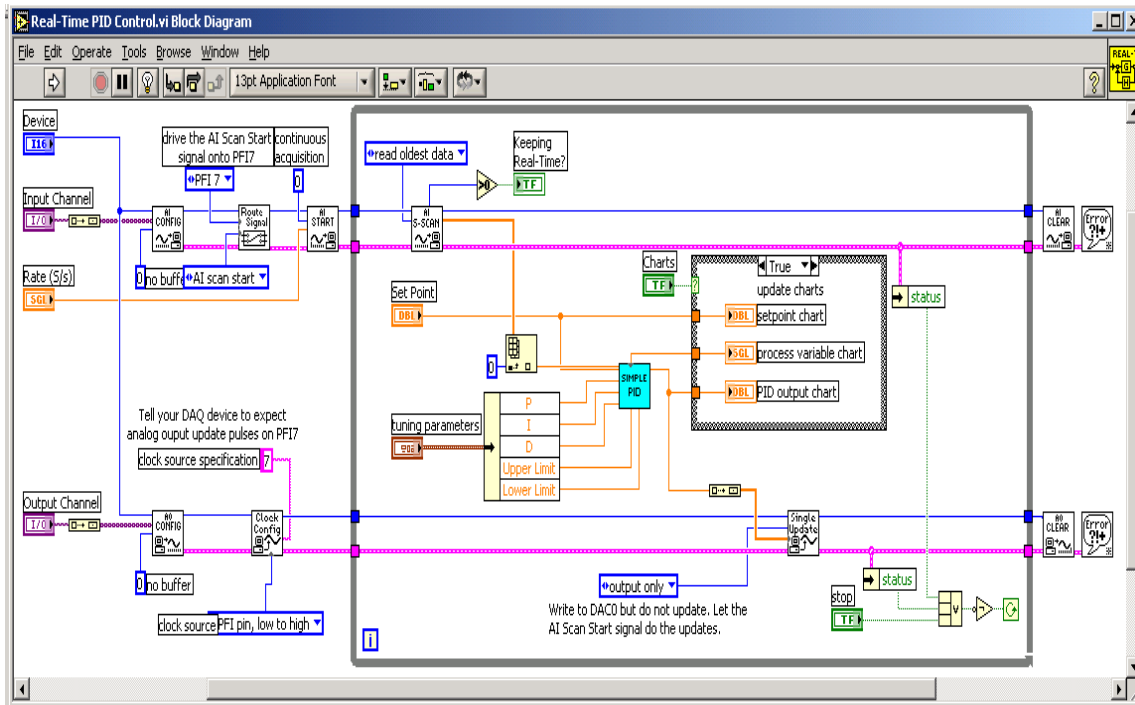 Real-Time PID Control.vi Block Diagram
File Edit Operate Tools Browse Window Help
13pt Application Font
REAL-T
G
H
Device
I16
drive the AI Scan Start
signal onto PFI7
continuous
acquisition
PFI 7
0
read oldest data
Keeping
Real-Time?
>0
TF
Input Channel
I/O
AI
CONFIG
Route
Signal
AI
START
AI
S-SCAN
AI
CLEAR
Error
?!+
0
no buffe
AI scan start
Rate (S/s)
SGL
Charts
TF
?
True
update charts
status
Set Point
DBL
DBL
setpoint chart
SGL
process variable chart
DBL
PID output chart
0
SIMPLE
PID
tuning parameters
P
I
D
Upper Limit
Lower Limit
Tell your DAQ device to expect
analog ouput update pulses on PFI7
clock source specification
7
Output Channel
I/O
AO
CONFIG
Clock
Config
Single
Update
AO
CLEAR
Error
?!+
0
no buffer
clock source
PFI pin, low to high
output only
Write to DAC0 but do not update. Let the
AI Scan Start signal do the updates.
status
stop
TF
V
i